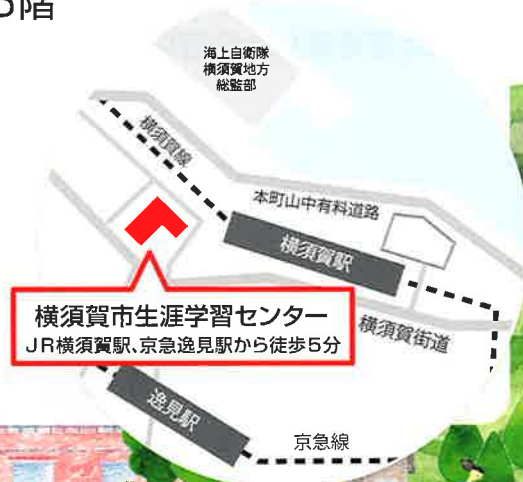 5階
海上自衛隊
横須賀地方
総監部
横須賀線
本町山中有料道路
横須賀駅
横須賀市生涯学習センター
JR横須賀駅、京急逸見駅から徒歩5分
横須賀街道
逸見駅
京急線